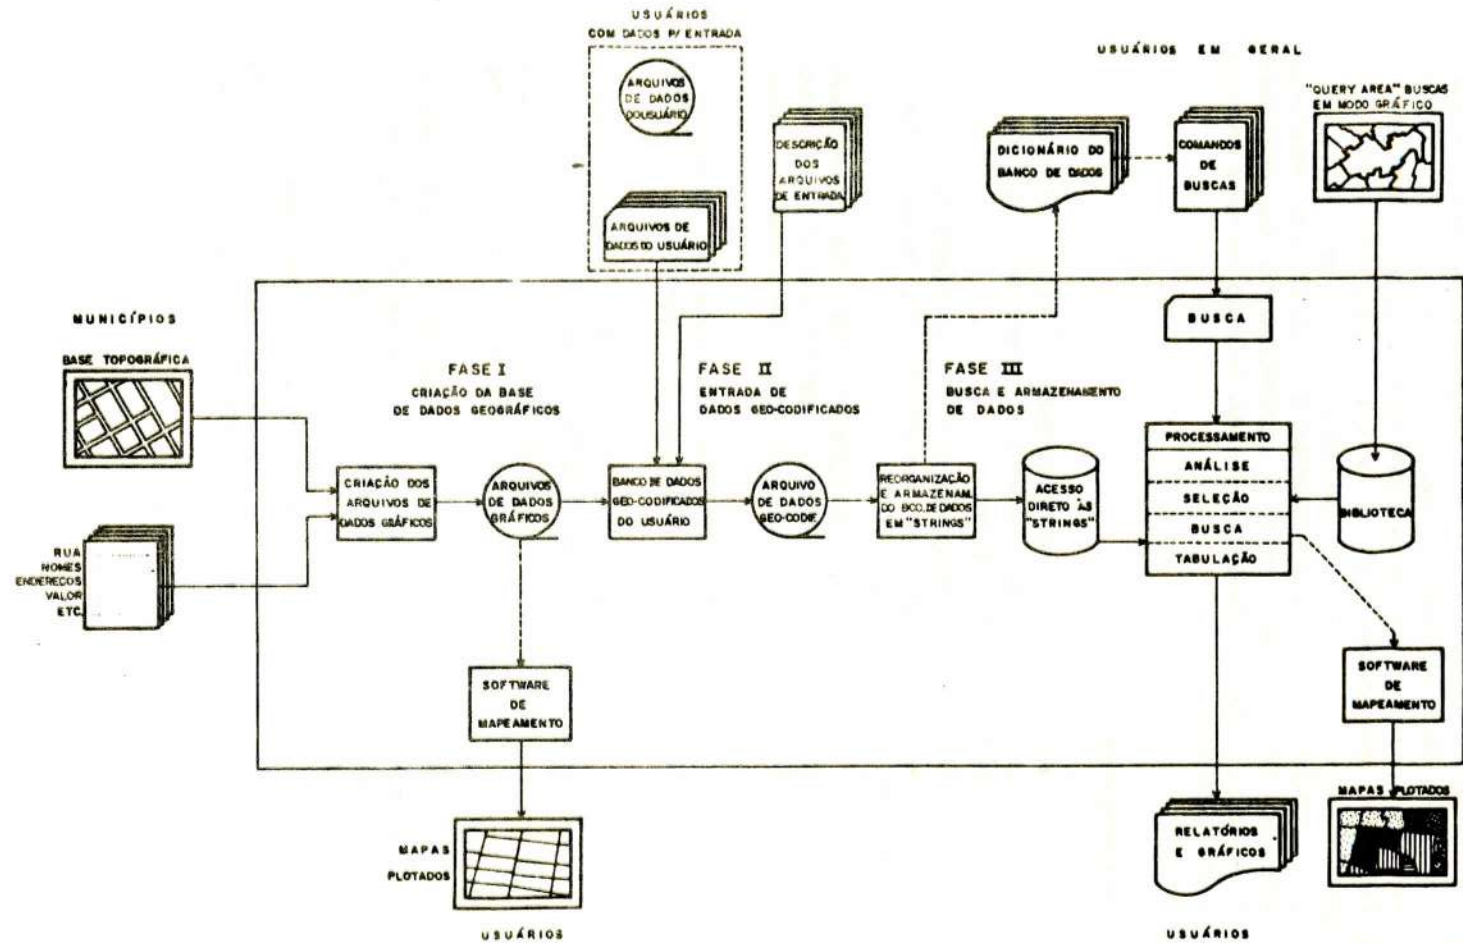 USUÁRIOS
COM DADOS P/ ENTRADA
ARQUIVOS
DE DADOS
DO USUÁRIO
ARQUIVOS DE
DADOS DO USUÁRIO
DESCRIÇÃO
DOS
ARQUIVOS
DE ENTRADA
USUÁRIOS EM GERAL
DICIONÁRIO DO
BANCO DE DADOS
COMANDOS
DE
BUSCAS
"QUERY AREA" BUSCAS
EM MODO GRÁFICO
MUNICÍPIOS
BASE TOPOGRÁFICA
RUA
NOMES
ENDEREÇOS
VALOR
ETC.
FASE I
CRIAÇÃO DA BASE
DE DADOS GEOGRÁFICOS
FASE II
ENTRADA DE
DADOS GEO-CODIFICADOS
FASE III
BUSCA E ARMAZENAMENTO
DE DADOS
BUSCA
CRIAÇÃO DOS
ARQUIVOS DE
DADOS GRÁFICOS
ARQUIVOS
DE DADOS
GRÁFICOS
BANCO DE DADOS
GEO-CODIFICADOS
DO USUÁRIO
ARQUIVO
DE DADOS
GEO-CODIF.
REORGANIZAÇÃO
E ARMAZENAM.
DO BCO. DE DADOS
EM "STRINGS"
ACESSO
DIRETO ÀS
"STRINGS"
PROCESSAMENTO
ANÁLISE
SELEÇÃO
BUSCA
TABULAÇÃO
BIBLIOTECA
SOFTWARE
DE
MAPEAMENTO
SOFTWARE
DE
MAPEAMENTO
MAPAS
PLOTADOS
USUÁRIOS
RELATÓRIOS
E GRÁFICOS
USUÁRIOS
MAPAS PLOTADOS